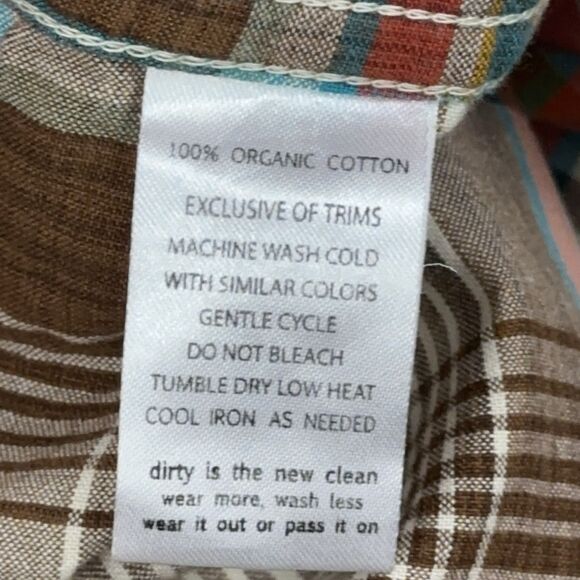 100% ORGANIC COTTON
EXCLUSIVE OF TRIMS
MACHINE WASH COLD
WITH SIMILAR COLORS
GENTLE CYCLE
DO NOT BLEACH
TUMBLE DRY LOW HEAT
COOL IRON AS NEEDED
dirty is the new clean
wear more, wash less
wear it out or pass it on